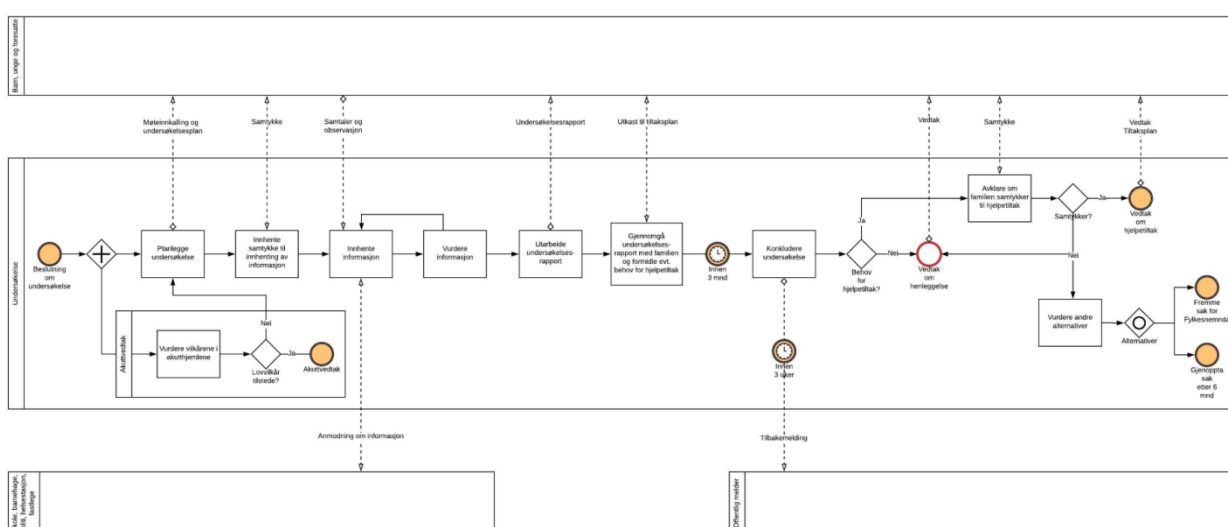 Barn, unge og foresatte
Møteinnkalling og
undersøkelsesplan
Samtykke
Samtaler og
observasjon
Undersøkelsesrapport
Utkast til tiltaksplan
Vedtak
Samtykke
Vedtak
Tiltaksplan
Undersøkelse
Beslutning
om
undersøkelse
Planlegge
undersøkelse
Innhente
samtykke til
innhenting av
informasjon
Innhente
informasjon
Vurdere
informasjon
Utarbeide
undersøkelses-
rapport
Gjennomgå
undersøkelses-
rapport med familien
og formidle evt.
behov for hjelpetiltak
Innen
3 mnd
Konkludere
undersøkelse
Behov
for
hjelpetiltak?
Ja
Nei
Vedtak
om
henleggelse
Avklare om
familien samtykker
til hjelpetiltak
Samtykker?
Ja
Nei
Vedtak
om
hjelpetiltak
Vurdere andre
alternativer
Alternativer
Fremme
sak for
Fylkesnemnda
Gjenoppta
sak
etter 6
mnd
Akuttvedtak
Vurdere vilkårene i
akutthjemlene
Nei
Lovvilkår
tilstede?
Ja
Akuttvedtak
Innen
3 uker
Anmodning om informasjon
Tilbakemelding
skole, barnehage,
politi, helsestasjon,
fastlege
Offentlig melder